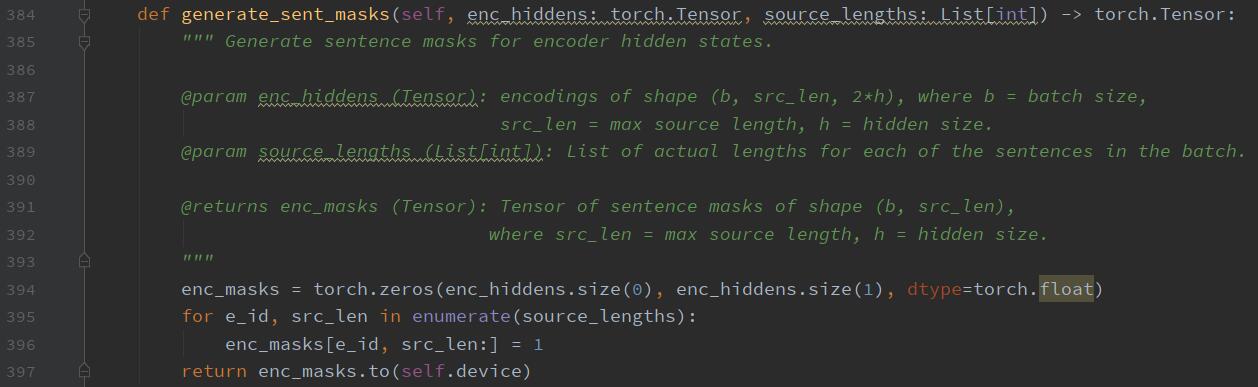 384 def generate_sent_masks(self, enc_hiddens: torch.Tensor, source_lengths: List[int]) -> torch.Tensor:
385 """ Generate sentence masks for encoder hidden states.
386
387 @param enc_hiddens (Tensor): encodings of shape (b, src_len, 2*h), where b = batch size,
388 src_len = max source length, h = hidden size.
389 @param source_lengths (List[int]): List of actual lengths for each of the sentences in the batch.
390
391 @returns enc_masks (Tensor): Tensor of sentence masks of shape (b, src_len),
392 where src_len = max source length, h = hidden size.
393 """
394 enc_masks = torch.zeros(enc_hiddens.size(0), enc_hiddens.size(1), dtype=torch.float)
395 for e_id, src_len in enumerate(source_lengths):
396 enc_masks[e_id, src_len:] = 1
397 return enc_masks.to(self.device)